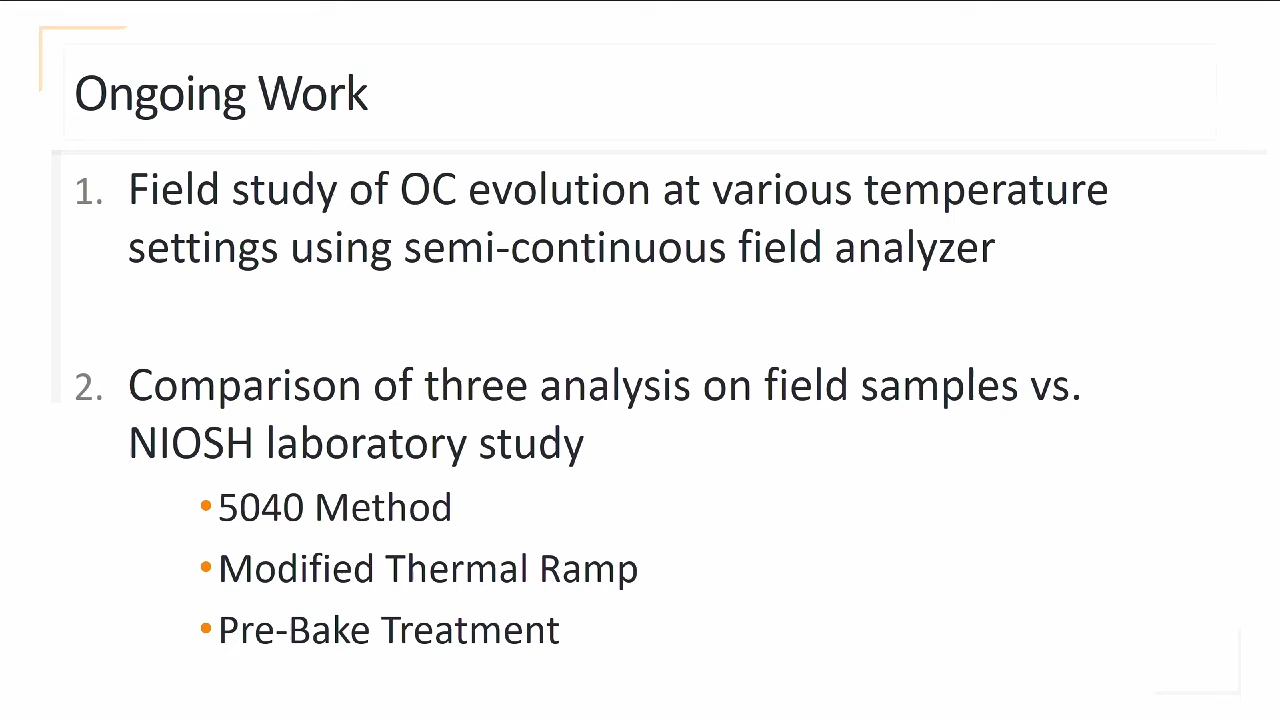 Ongoing Work
1. Field study of OC evolution at various temperature
settings using semi-continuous field analyzer
2. Comparison of three analysis on field samples vs.
NIOSH laboratory study
•5040 Method
•Modified Thermal Ramp
•Pre-Bake Treatment